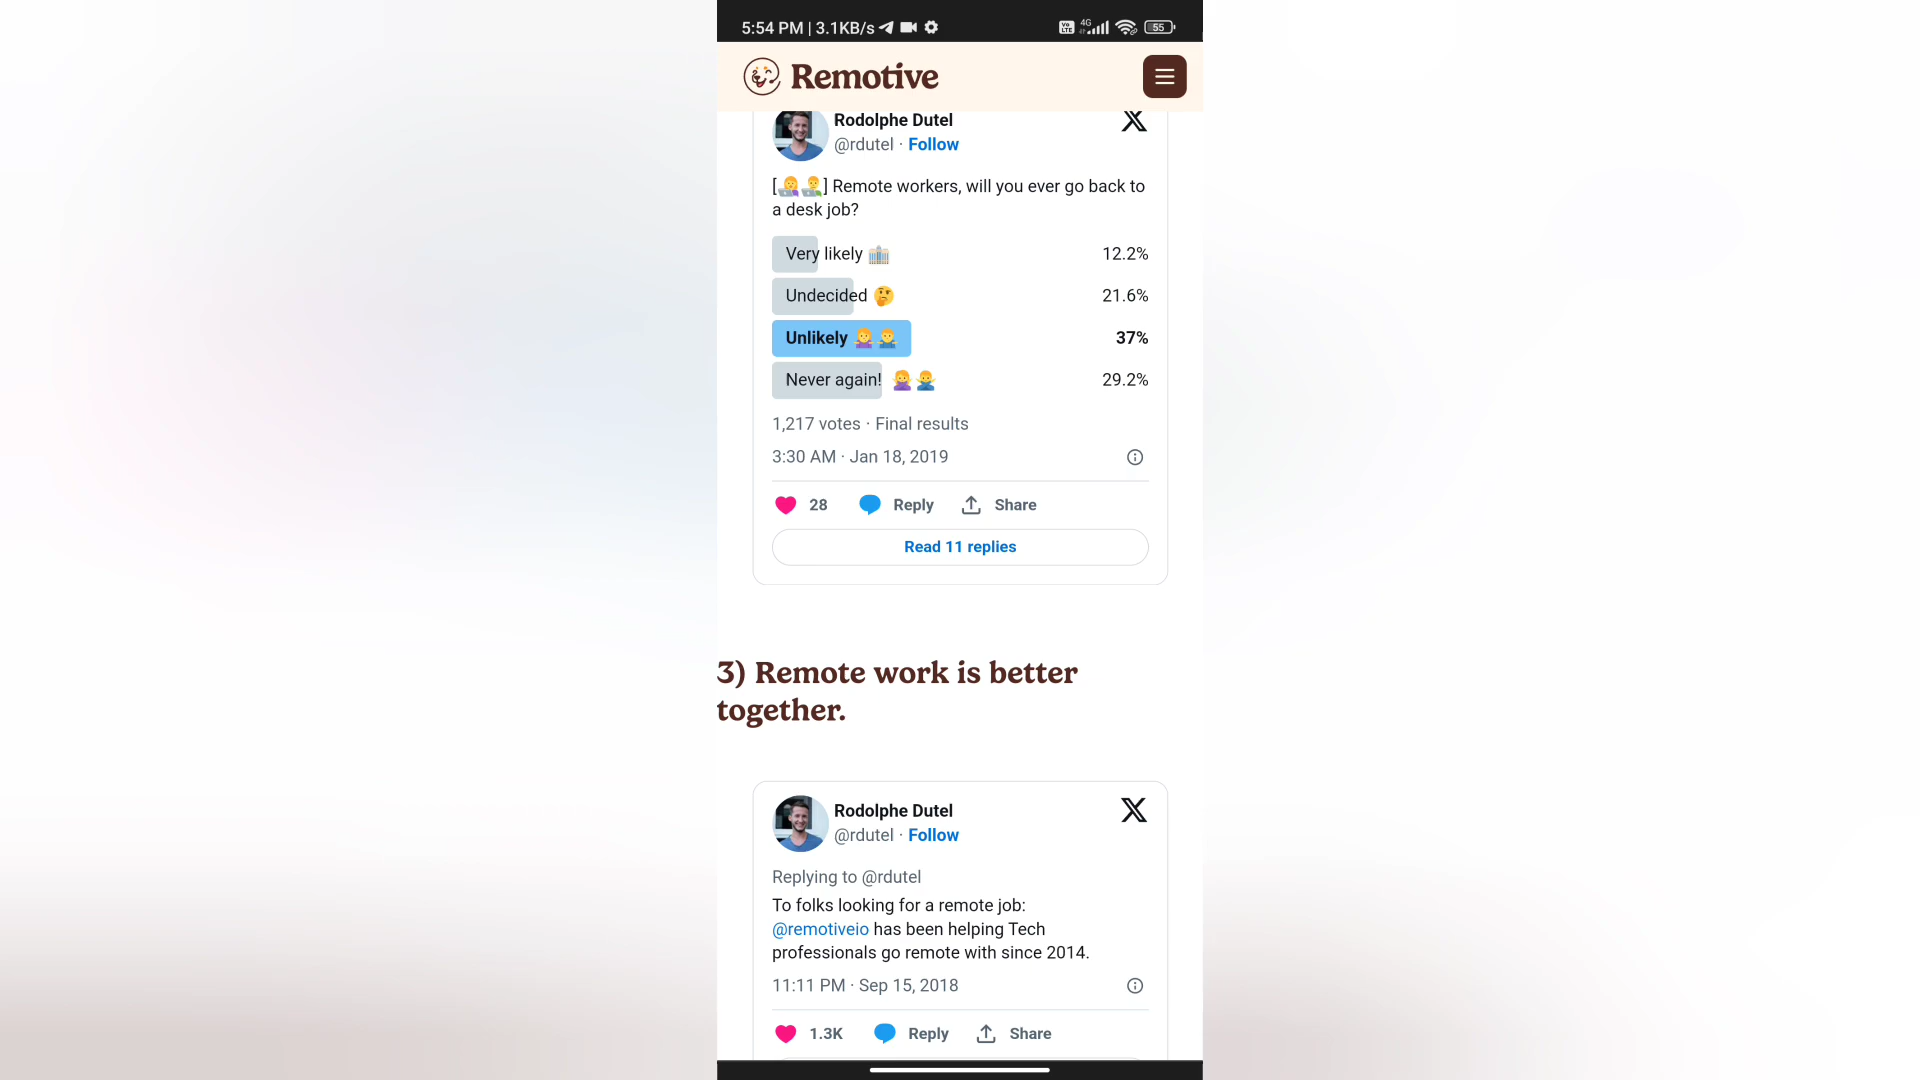 5:54 PM | 3.1KB/s
Vo LTE 4G 55
Remotive
Rodolphe Dutel
@rdutel · Follow
[👩‍💻👨‍💻] Remote workers, will you ever go back to
a desk job?
Very likely 🏢 12.2%
Undecided 🤔 21.6%
Unlikely 💁‍♀️💁‍♂️ 37%
Never again! 🙅‍♀️🙅‍♂️ 29.2%
1,217 votes · Final results
3:30 AM · Jan 18, 2019
28 Reply Share
Read 11 replies
3) Remote work is better
together.
Rodolphe Dutel
@rdutel · Follow
Replying to @rdutel
To folks looking for a remote job:
@remotiveio has been helping Tech
professionals go remote with since 2014.
11:11 PM · Sep 15, 2018
1.3K Reply Share